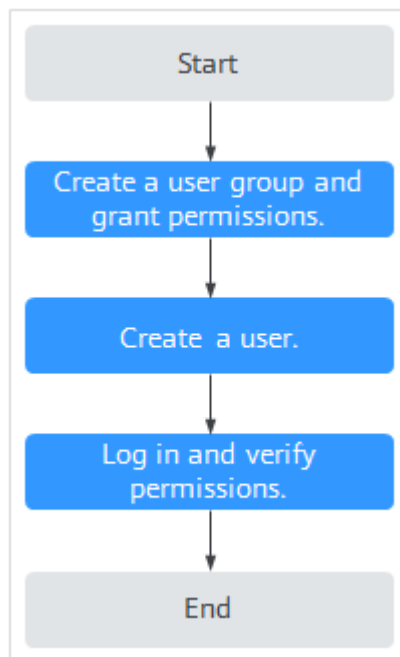 Start
Create a user group and
grant permissions.
Create a user.
Log in and verify
permissions.
End